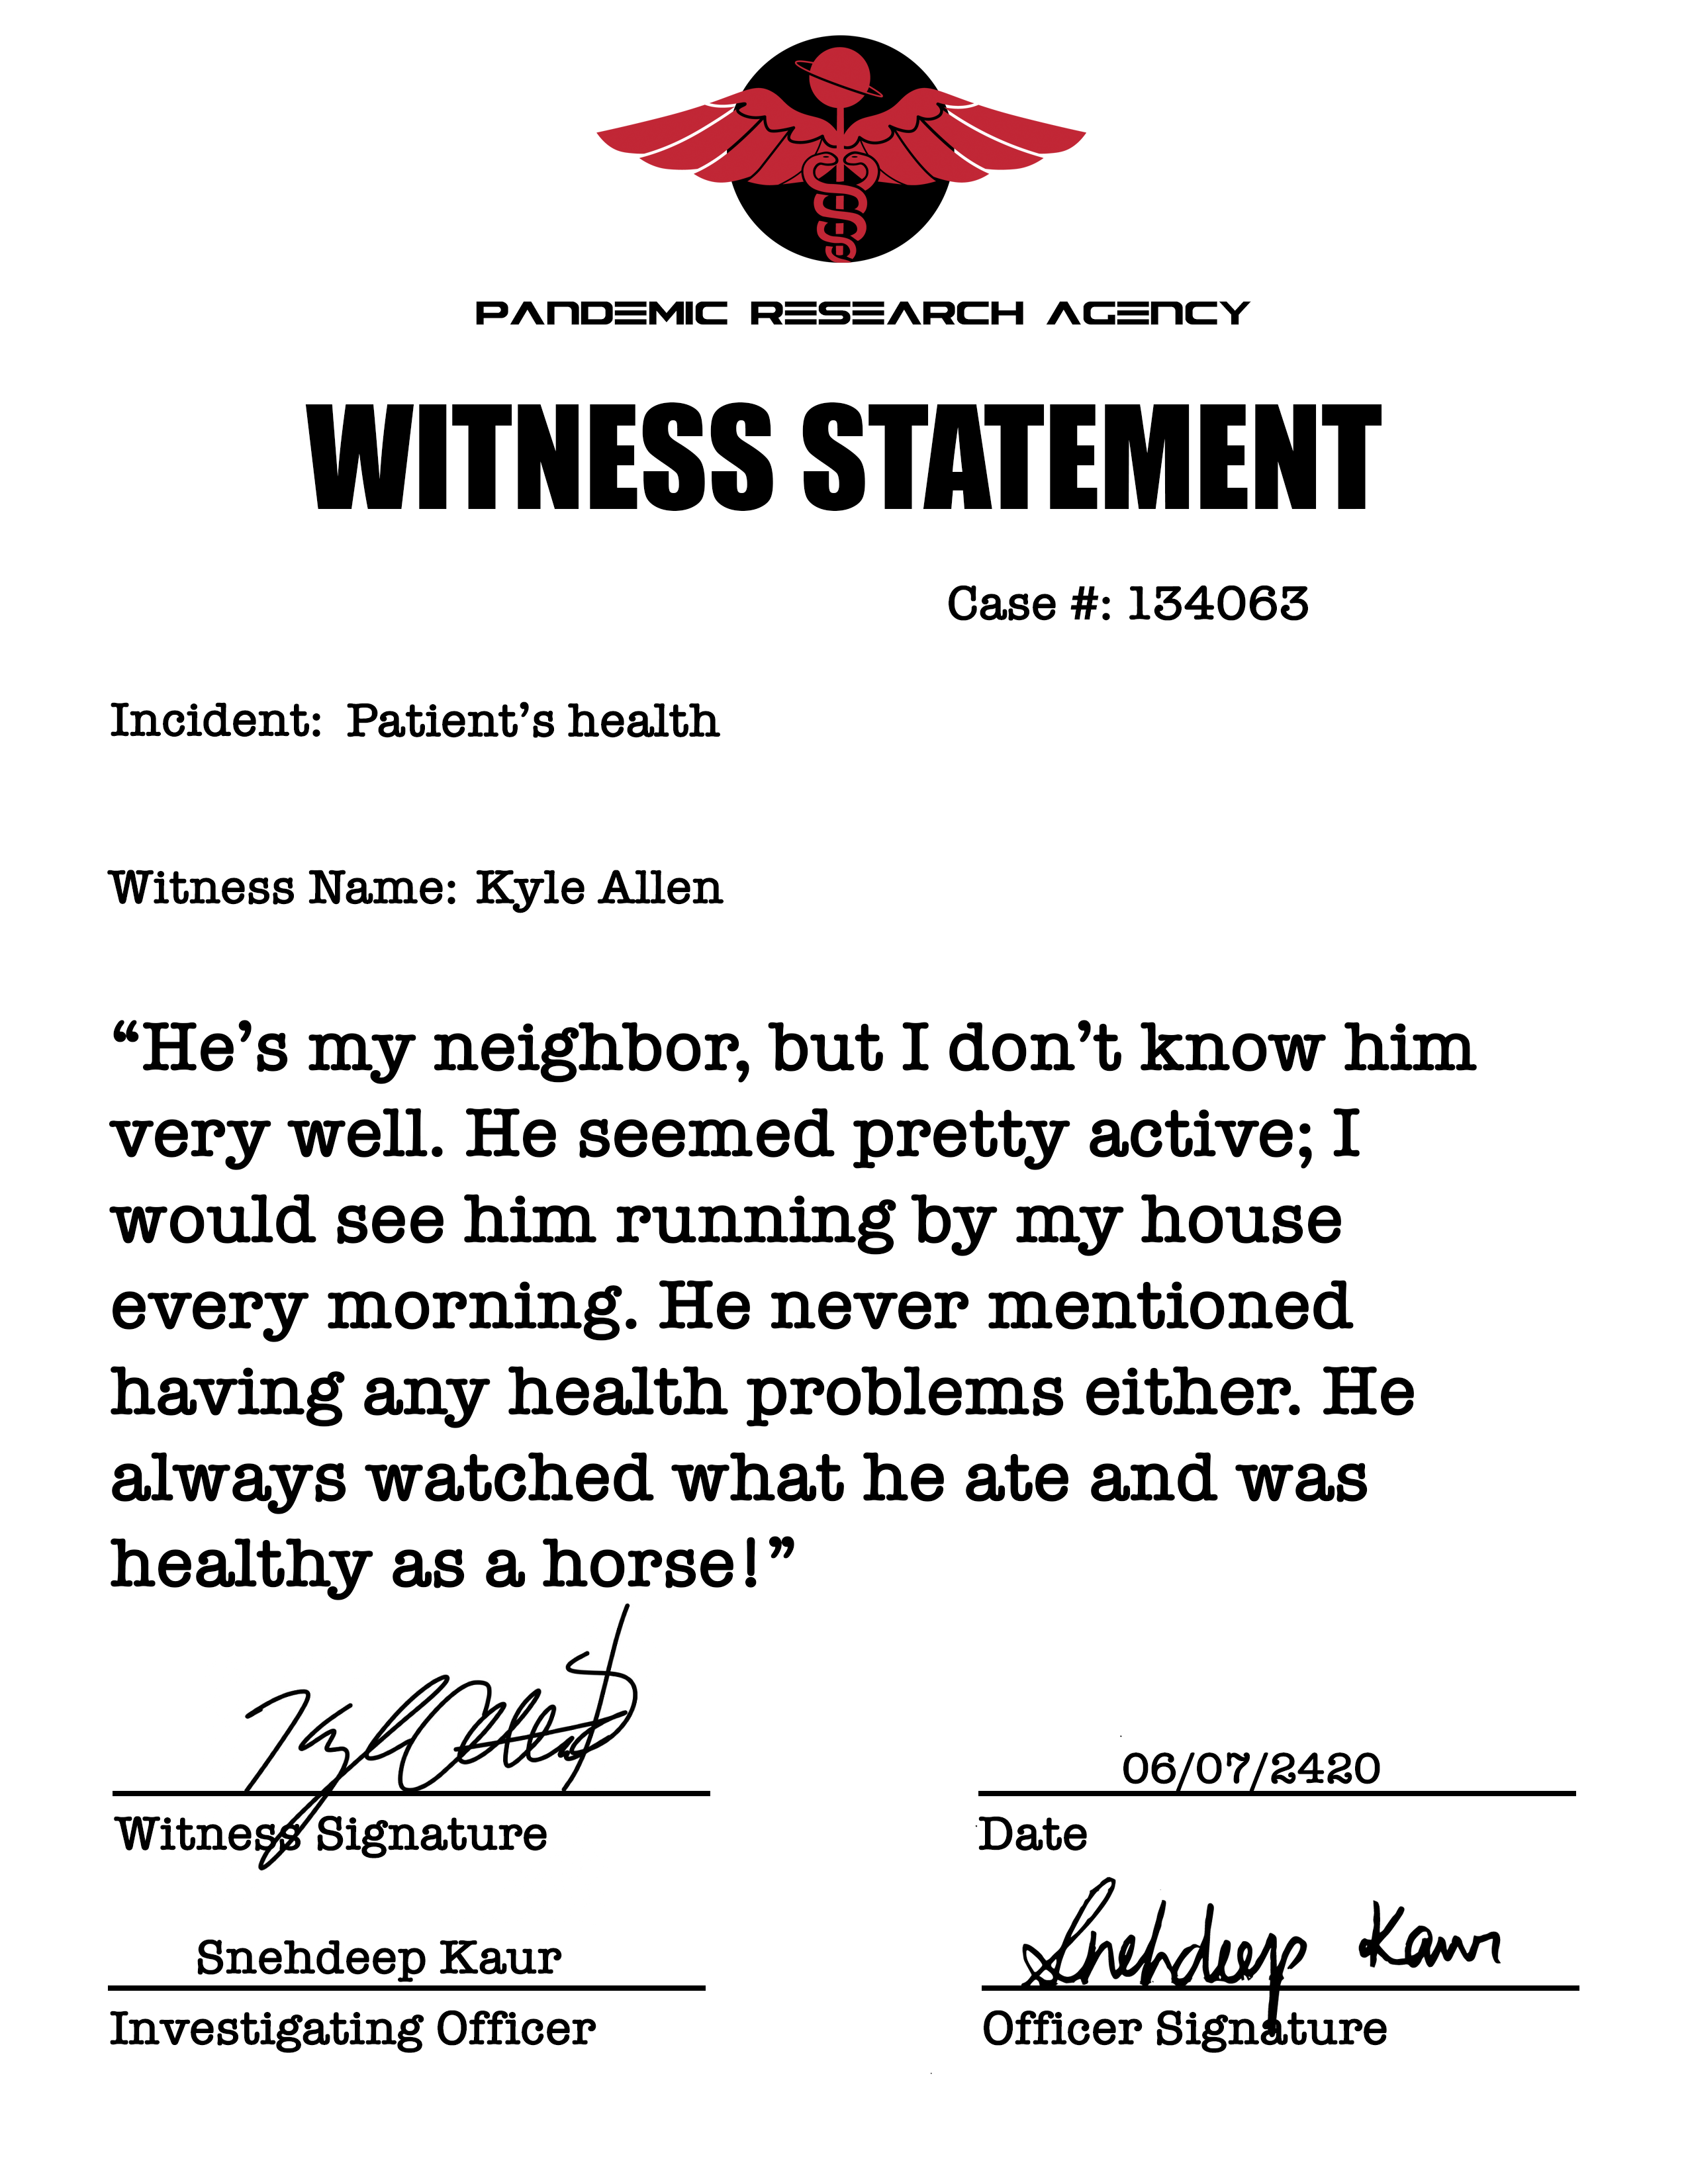 PANDEMIC RESEARCH AGENCY
WITNESS STATEMENT
Case #: 134063
Incident: Patient’s health
Witness Name: Kyle Allen
“He’s my neighbor, but I don’t know him
very well. He seemed pretty active; I
would see him running by my house
every morning. He never mentioned
having any health problems either. He
always watched what he ate and was
healthy as a horse!”
Kyle Allen
06/07/2420
Witness Signature
Date
Snehdeep Kaur
Snehdeep Kaur
Investigating Officer
Officer Signature